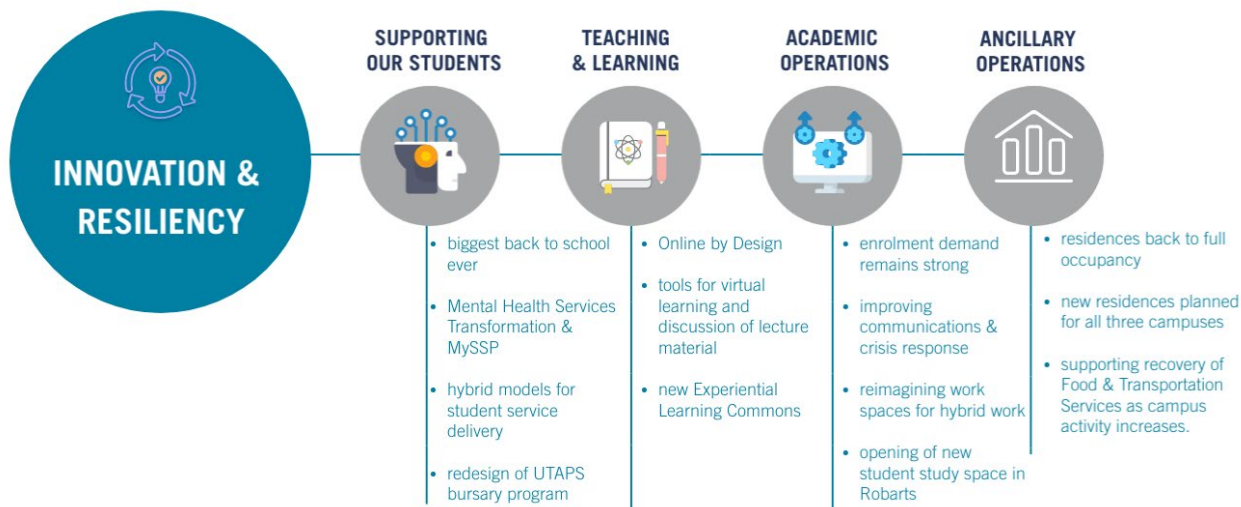 INNOVATION &
RESILIENCY
SUPPORTING
OUR STUDENTS
• biggest back to school
ever
• Mental Health Services
Transformation &
MySSP
• hybrid models for
student service
delivery
• redesign of UTAPS
bursary program
TEACHING
& LEARNING
• Online by Design
• tools for virtual
learning and
discussion of lecture
material
• new Experiential
Learning Commons
ACADEMIC
OPERATIONS
• enrolment demand
remains strong
• improving
communications &
crisis response
• reimagining work
spaces for hybrid work
• opening of new
student study space in
Robarts
ANCILLARY
OPERATIONS
• residences back to full
occupancy
• new residences planned
for all three campuses
• supporting recovery of
Food & Transportation
Services as campus
activity increases.